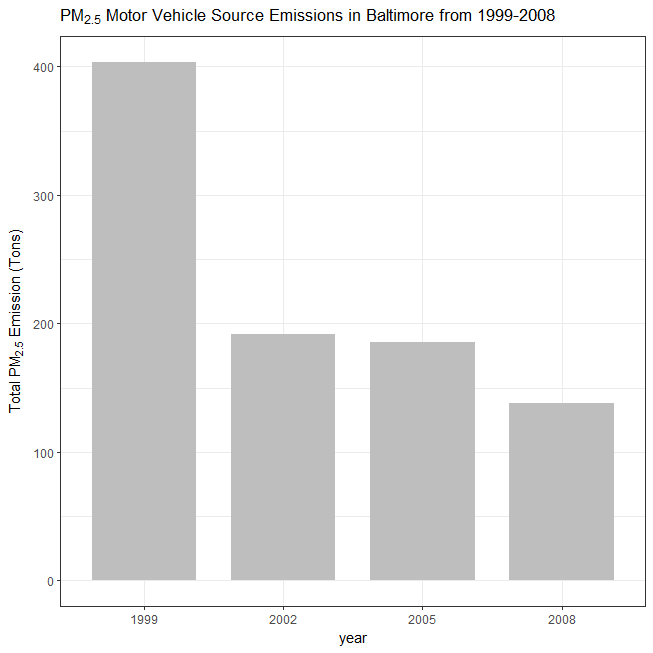 PM2.5 Motor Vehicle Source Emissions in Baltimore from 1999-2008
Total PM2.5 Emission (Tons)
400
300
200
100
0
1999 2002 2005 2008
year